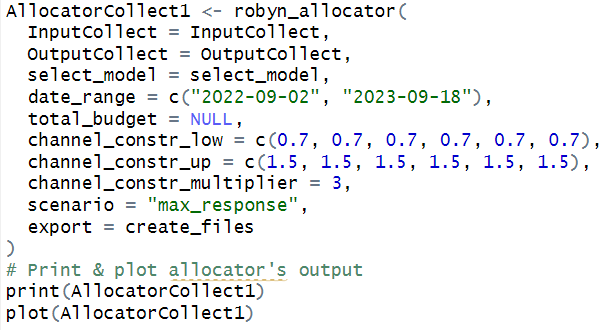 AllocatorCollect1 <- robyn_allocator(
  InputCollect = InputCollect,
  OutputCollect = OutputCollect,
  select_model = select_model,
  date_range = c("2022-09-02", "2023-09-18"),
  total_budget = NULL,
  channel_constr_low = c(0.7, 0.7, 0.7, 0.7, 0.7, 0.7),
  channel_constr_up = c(1.5, 1.5, 1.5, 1.5, 1.5, 1.5),
  channel_constr_multiplier = 3,
  scenario = "max_response",
  export = create_files
)
# Print & plot allocator's output
print(AllocatorCollect1)
plot(AllocatorCollect1)